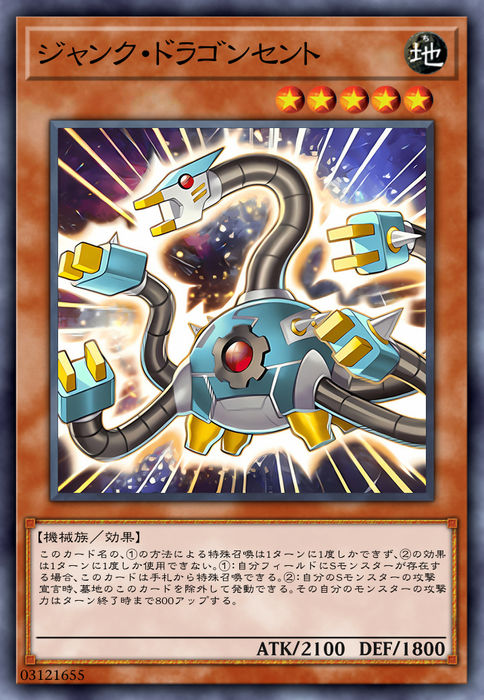 ジャンク・ドラゴンセント
ち
地
【機械族／効果】
このカード名の、①の方法による特殊召喚は1ターンに1度しかできず、②の効果
は1ターンに1度しか使用できない。①:自分フィールドにSモンスターが存在す
る場合、このカードは手札から特殊召喚できる。②:自分のSモンスターの攻撃
宣言時、墓地のこのカードを除外して発動できる。その自分のモンスターの攻撃
力はターン終了時まで800アップする。
ATK/2100 DEF/1800
03121655